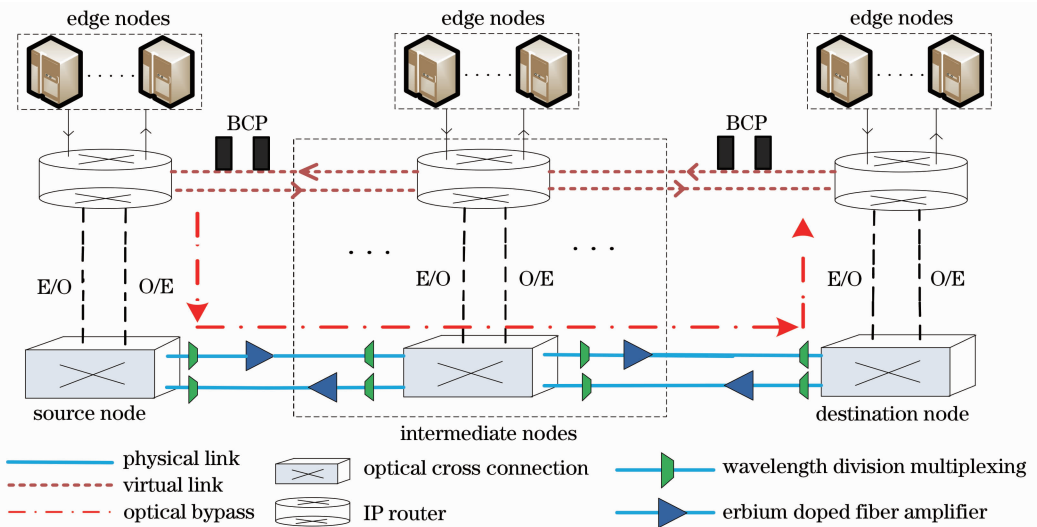 edge nodes
edge nodes
edge nodes
BCP
BCP
E/O
O/E
E/O
O/E
E/O
O/E
source node
intermediate nodes
destination node
physical link
virtual link
optical bypass
optical cross connection
IP router
wavelength division multiplexing
erbium doped fiber amplifier